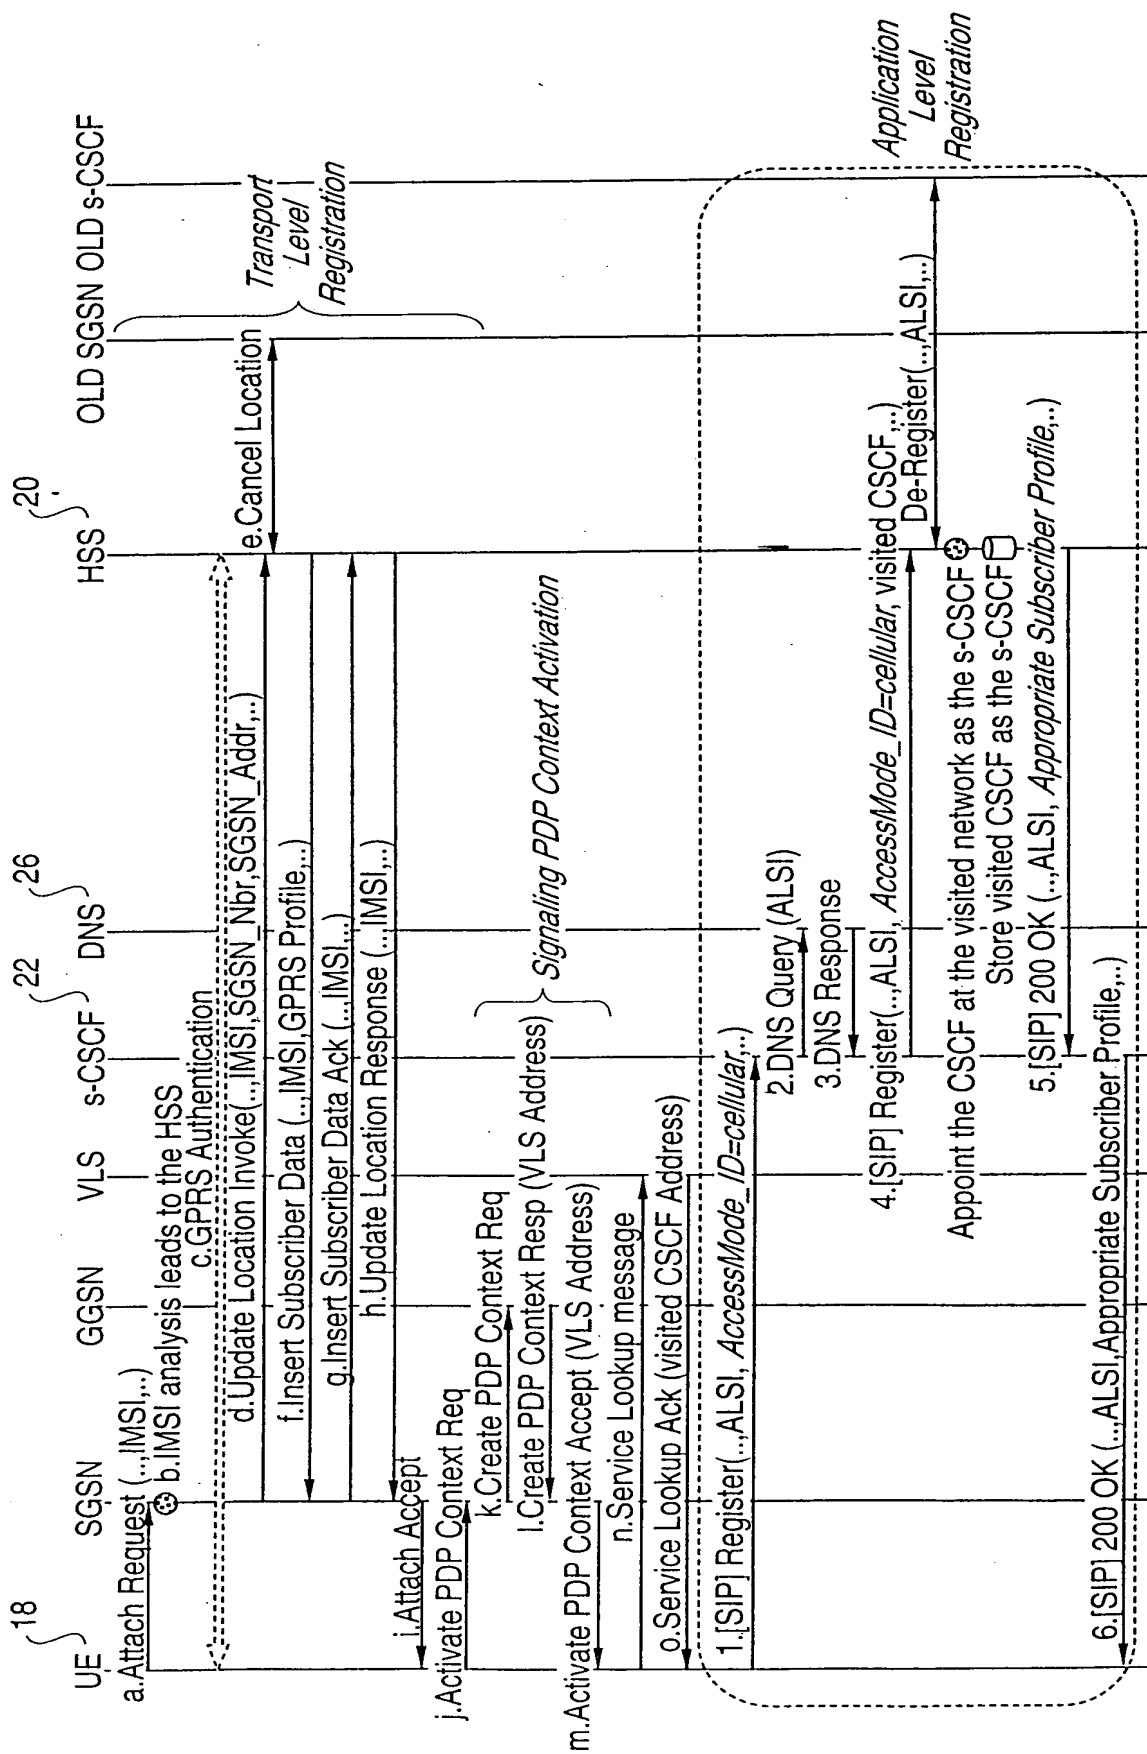 18
22
26
20
UE
SGSN
GGSN
VLS
s-CSCF
DNS
HSS
OLD SGSN
OLD s-CSCF
a.Attach Request (...,IMSI,..)
b.IMSI analysis leads to the HSS
c.GPRS Authentication
d.Update Location Invoke(...,IMSI,SGSN_Nbr,SGSN_Addr,..)
e.Cancel Location
f.Insert Subscriber Data (...,IMSI,GPRS Profile,..)
g.Insert Subscriber Data Ack (...,IMSI,..)
h.Update Location Response (...,IMSI,..)
Transport
Level
Registration
i.Attach Accept
j.Activate PDP Context Req
k.Create PDP Context Req
l.Create PDP Context Resp (VLS Address)
m.Activate PDP Context Accept (VLS Address)
Signaling PDP Context Activation
n.Service Lookup message
o.Service Lookup Ack (visited CSCF Address)
1.[SIP] Register(...,ALSI, AccessMode_ID=cellular,..)
2.DNS Query (ALSI)
3.DNS Response
4.[SIP] Register(...,ALSI, AccessMode_ID=cellular, visited CSCF,..)
De-Register(...,ALSI,..)
Application
Level
Registration
Appoint the CSCF at the visited network as the s-CSCF
Store visited CSCF as the s-CSCF
5.[SIP] 200 OK (...,ALSI, Appropriate Subscriber Profile,..)
6.[SIP] 200 OK (...,ALSI,Appropriate Subscriber Profile,..)